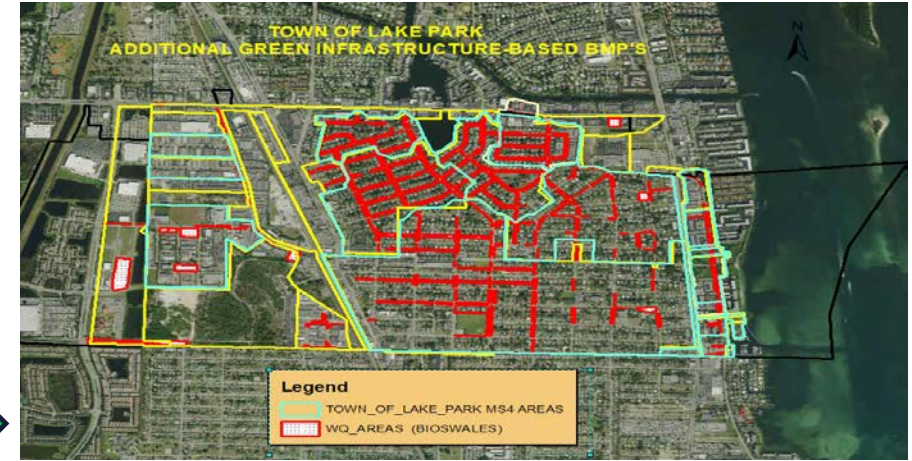 TOWN OF LAKE PARK
ADDITIONAL GREEN INFRASTRUCTURE-BASED BMP'S
N
Legend
TOWN_OF_LAKE_PARK MS4 AREAS
WQ_AREAS (BIOSWALES)